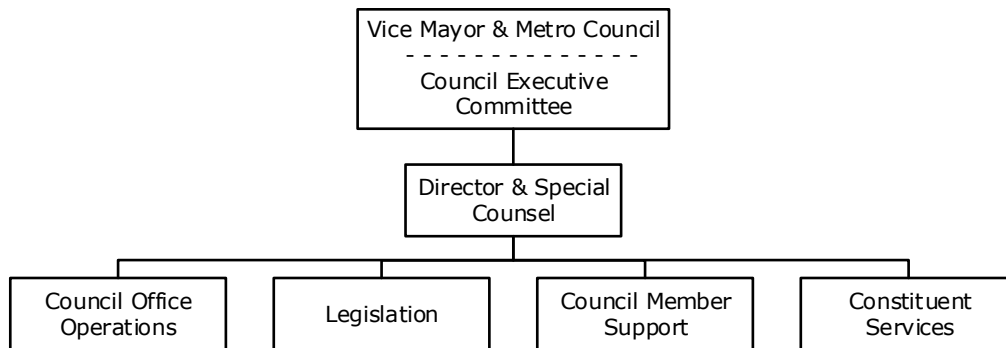 Vice Mayor & Metro Council
Council Executive
Committee
Director & Special
Counsel
Council Office
Operations
Legislation
Council Member
Support
Constituent
Services